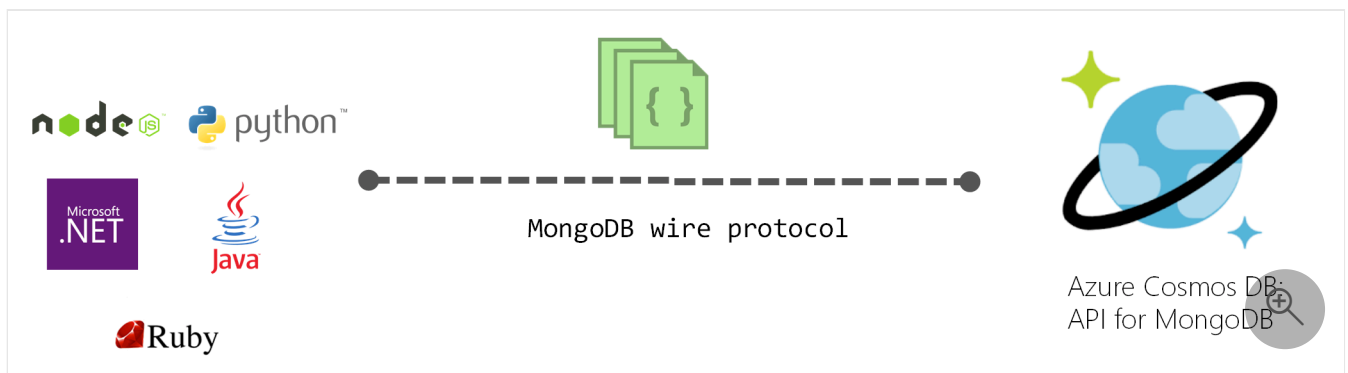 node JS
python™
Microsoft
.NET
Java
Ruby
{ }
MongoDB wire protocol
Azure Cosmos DB:
API for MongoDB